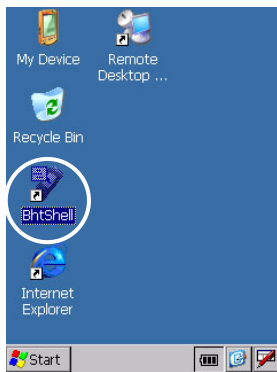 My Device
Remote
Desktop ...
Recycle Bin
BhtShell
Internet
Explorer
Start